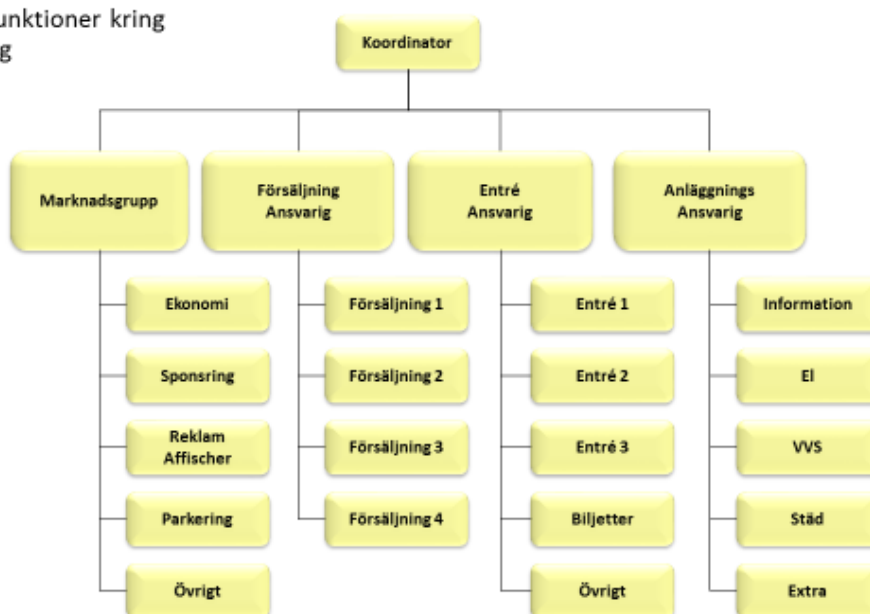 unktioner kring
g
Koordinator
Marknadsgrupp
Försäljning
Ansvarig
Entré
Ansvarig
Anläggnings
Ansvarig
Ekonomi
Försäljning 1
Entré 1
Information
Sponsring
Försäljning 2
Entré 2
El
Reklam
Affischer
Försäljning 3
Entré 3
VVS
Parkering
Försäljning 4
Biljetter
Städ
Övrigt
Övrigt
Extra